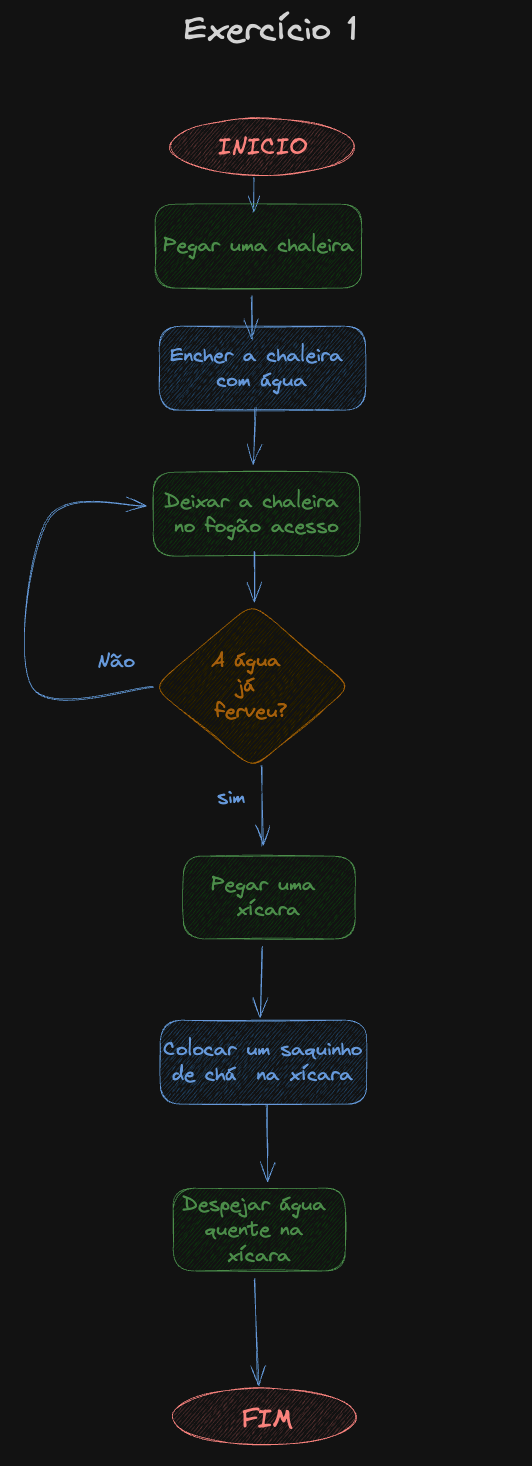 Exercício 1
INICIO
Pegar uma chaleira
Encher a chaleira
com água
Deixar a chaleira
no fogão acesso
A água
já
ferveu?
Não
Sim
Pegar uma
xícara
Colocar um saquinho
de chá na xícara
Despejar água
quente na
xícara
FIM